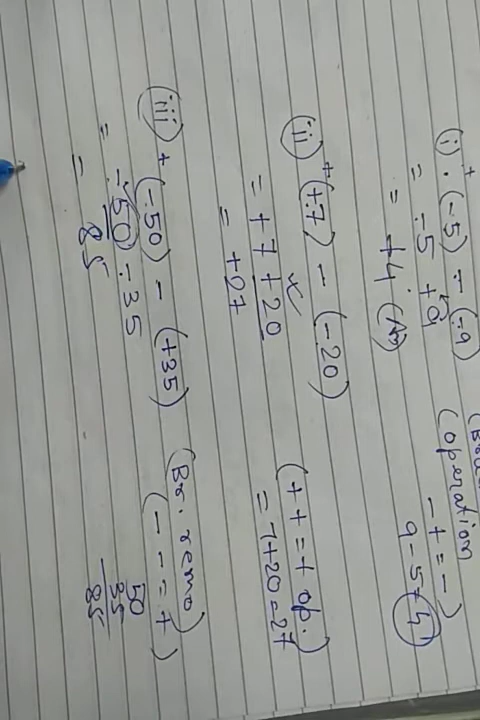 i) + (-5) - (-9) (Operation
= -5 + 9 - + = -)
= +4 (An) 9 - 5 = 4
ii) + (+7) - (-20) (+ + = + op.)
= + 7 + 20 = 7+20=27
= +27
iii) + (-50) - (+35) (Br. remo)
= -50 - 35 (- - = +)
= 85 50
35
85